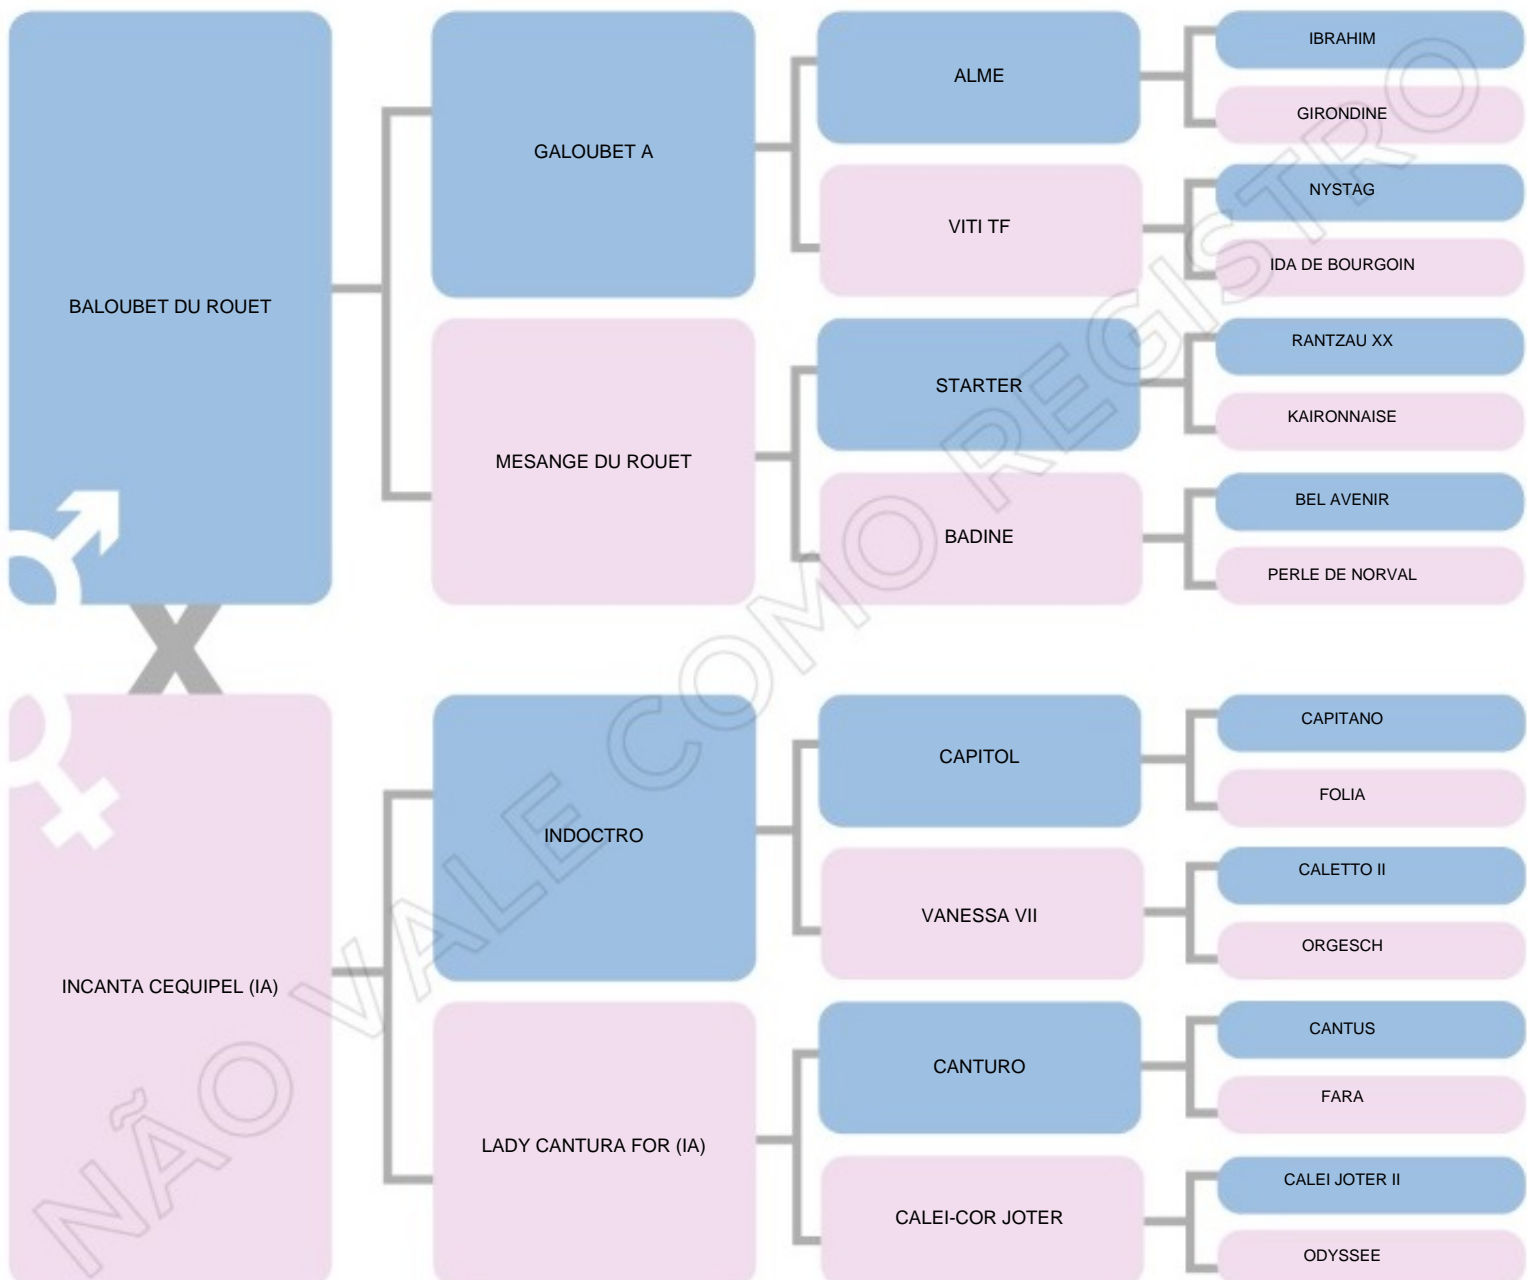 BALOUBET DU ROUET
GALOUBET A
ALME
IBRAHIM
GIRONDINE
VITI TF
NYSTAG
IDA DE BOURGOIN
MESANGE DU ROUET
STARTER
RANTZAU XX
KAIRONNAISE
BADINE
BEL AVENIR
PERLE DE NORVAL
X
INCANTA CEQUIPEL (IA)
INDOCTRO
CAPITOL
CAPITANO
FOLIA
VANESSA VII
CALETTO II
ORGESCH
LADY CANTURA FOR (IA)
CANTURO
CANTUS
FARA
CALEI-COR JOTER
CALEI JOTER II
ODYSSEE
NÃO VALE COMO REGISTRO